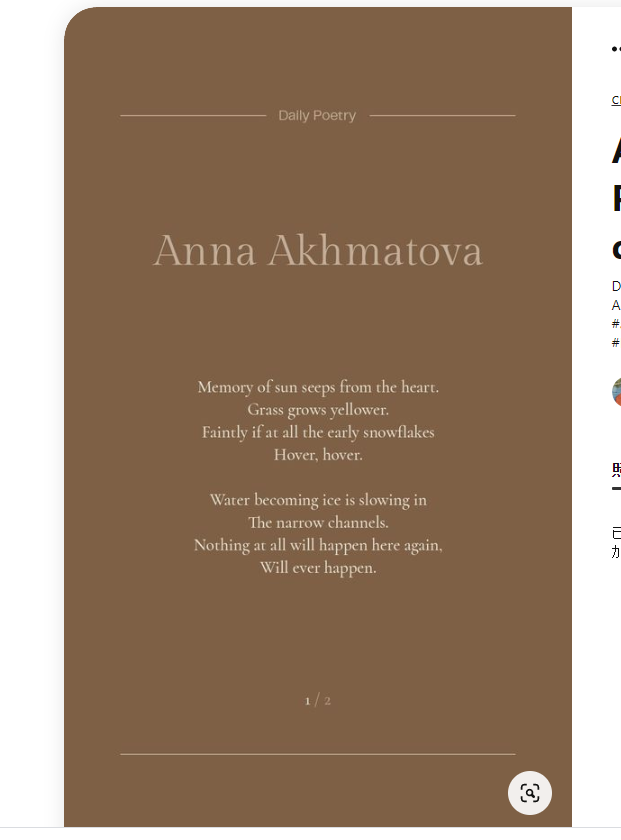 Daily Poetry
Anna Akhmatova
Memory of sun seeps from the heart.
Grass grows yellower.
Faintly if at all the early snowflakes
Hover, hover.
Water becoming ice is slowing in
The narrow channels.
Nothing at all will happen here again,
Will ever happen.
1 / 2